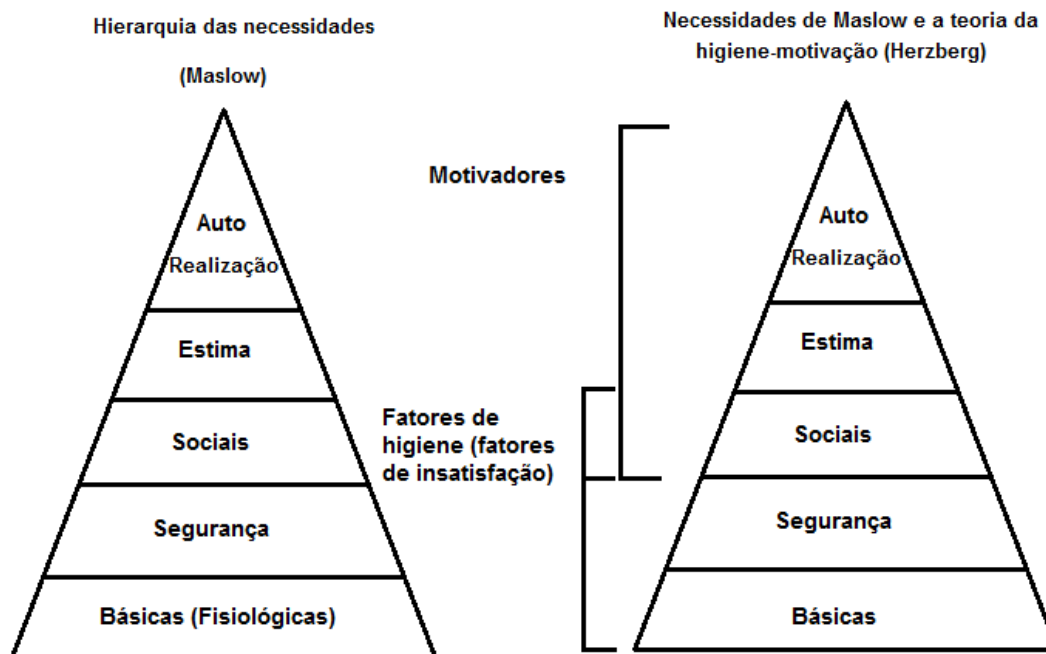 Hierarquia das necessidades
(Maslow)
Auto
Realização
Estima
Sociais
Segurança
Básicas (Fisiológicas)
Necessidades de Maslow e a teoria da
higiene-motivação (Herzberg)
Motivadores
Fatores de
higiene (fatores
de insatisfação)
Auto
Realização
Estima
Sociais
Segurança
Básicas